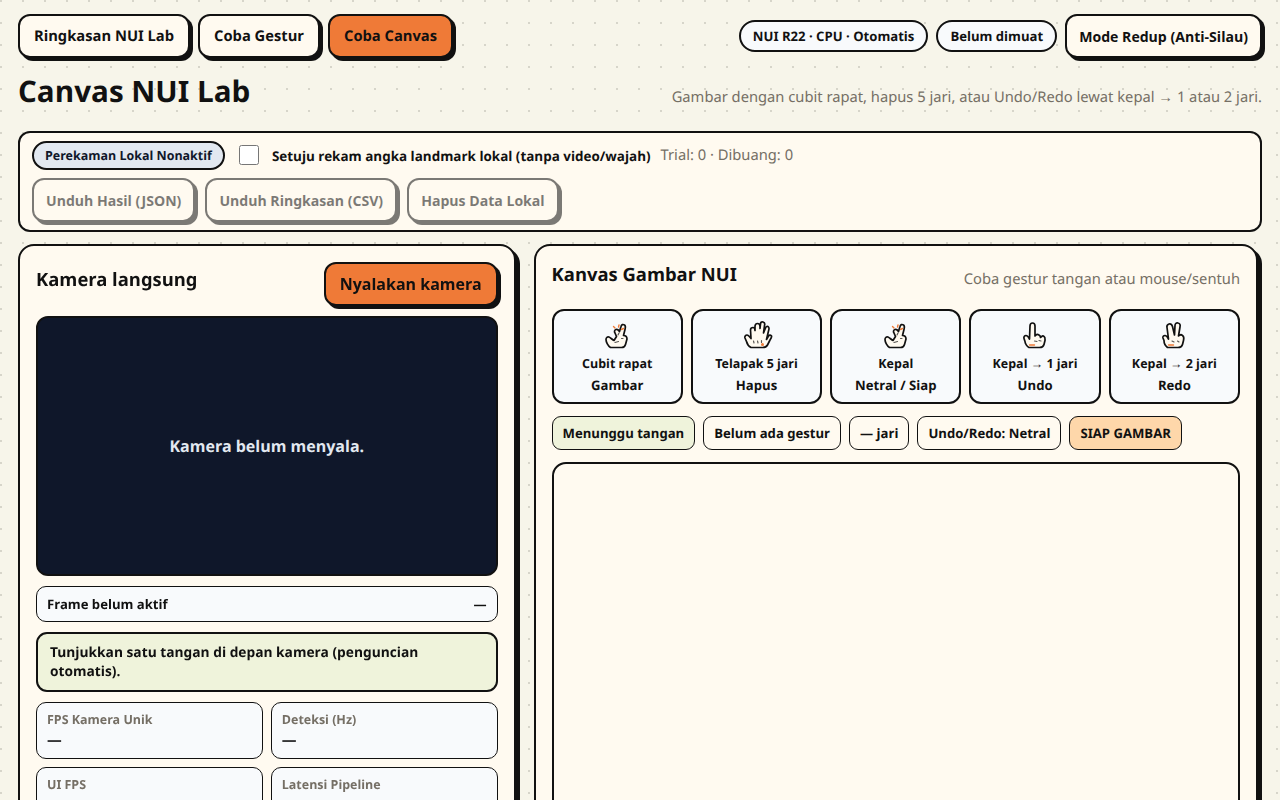 Ringkasan NUI Lab
Coba Gestur
Coba Canvas
NUI R22 · CPU · Otomatis
Belum dimuat
Mode Redup (Anti-Silau)
Canvas NUI Lab
Gambar dengan cubit rapat, hapus 5 jari, atau Undo/Redo lewat kepal → 1 atau 2 jari.
Perekaman Lokal Nonaktif
Setuju rekam angka landmark lokal (tanpa video/wajah)
Trial: 0 · Dibuang: 0
Unduh Hasil (JSON)
Unduh Ringkasan (CSV)
Hapus Data Lokal
Kamera langsung
Nyalakan kamera
Kamera belum menyala.
Frame belum aktif
—
Tunjukkan satu tangan di depan kamera (penguncian
otomatis).
FPS Kamera Unik
—
Deteksi (Hz)
—
UI FPS
Latensi Pipeline
Kanvas Gambar NUI
Coba gestur tangan atau mouse/sentuh
Cubit rapat
Gambar
Telapak 5 jari
Hapus
Kepal
Netral / Siap
Kepal → 1 jari
Undo
Kepal → 2 jari
Redo
Menunggu tangan
Belum ada gestur
— jari
Undo/Redo: Netral
SIAP GAMBAR